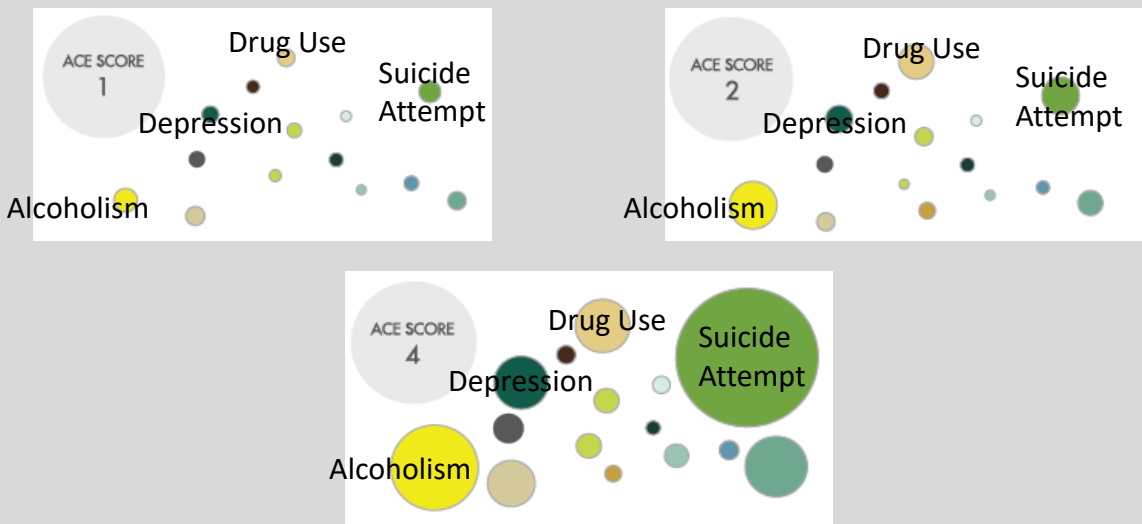 ACE SCORE
1
Drug Use
Suicide
Attempt
Depression
Alcoholism
ACE SCORE
2
Drug Use
Suicide
Attempt
Depression
Alcoholism
ACE SCORE
4
Drug Use
Suicide
Attempt
Depression
Alcoholism